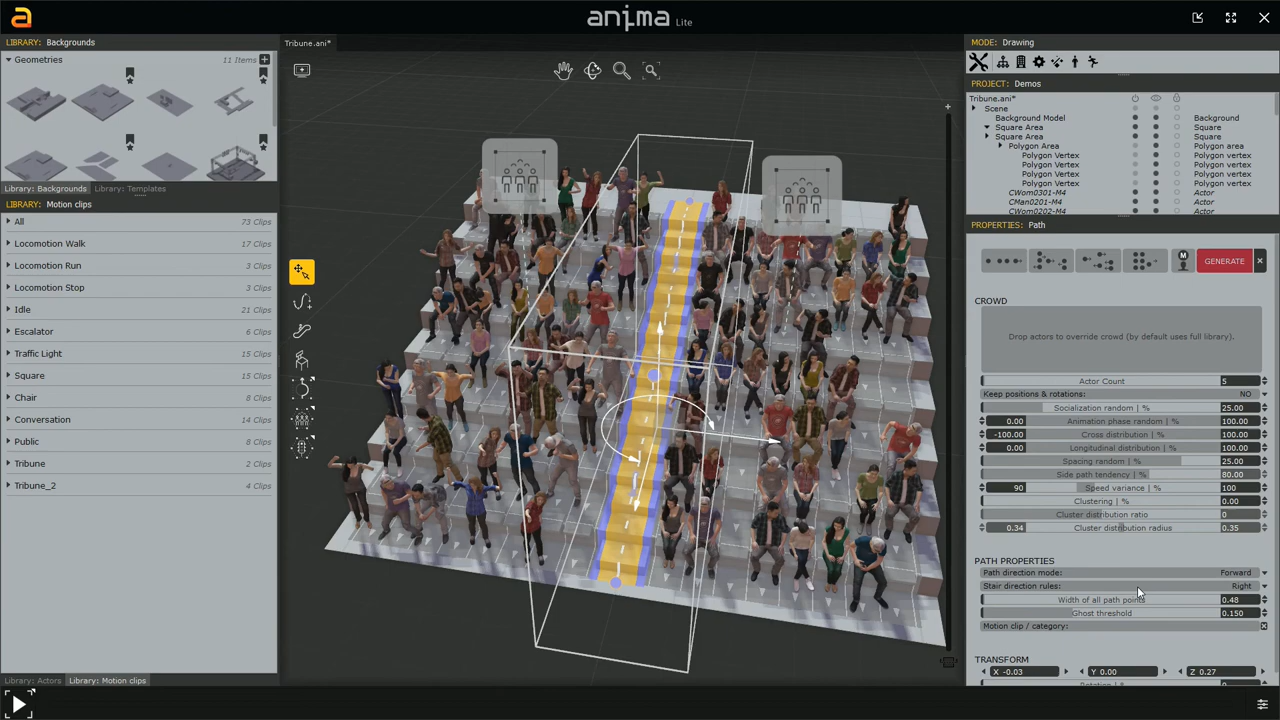 a
anima Lite
LIBRARY: Backgrounds
Geometries 11 Items
Library: Backgrounds Library: Templates
LIBRARY: Motion clips
All 73 Clips
Locomotion Walk 17 Clips
Locomotion Run 3 Clips
Locomotion Stop 3 Clips
Idle 21 Clips
Escalator 4 Clips
Traffic Light 15 Clips
Square 15 Clips
Chair 8 Clips
Conversation 14 Clips
Public 4 Clips
Tribune 2 Clips
Tribune_2 4 Clips
Library: Actors Library: Motion clips
Tribune.ani*
MODE: Drawing
PROJECT: Demos
Tribune.ani*
Scene
Background Model Background
Square Area Square
Square Area Square
Polygon Area Polygon area
Polygon Vertex Polygon vertex
Polygon Vertex Polygon vertex
Polygon Vertex Polygon vertex
Polygon Vertex Polygon vertex
CWom0301-M4 Actor
CMan0201-M4 Actor
CWom0202-M4 Actor
PROPERTIES: Path
M GENERATE
CROWD
Drop actors to override crowd (by default uses full library).
Actor Count 5
Keep positions & rotations: NO
Socialization random | % 25.00
0.00 Animation phase random | % 100.00
-100.00 Cross distribution | % 100.00
0.00 Longitudinal distribution | % 100.00
Spacing random | % 25.00
Side path tendency | % 80.00
90 Speed variance | % 100
Clustering | % 0.00
Cluster distribution ratio 0
0.34 Cluster distribution radius 0.35
PATH PROPERTIES
Path direction mode: Forward
Stair direction rules: Right
Width of all path points 0.48
Ghost threshold 0.150
Motion clip / category:
TRANSFORM
X -0.03 Y 0.00 Z 0.27